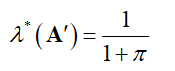 λ*(A′) = 1/(1+π)